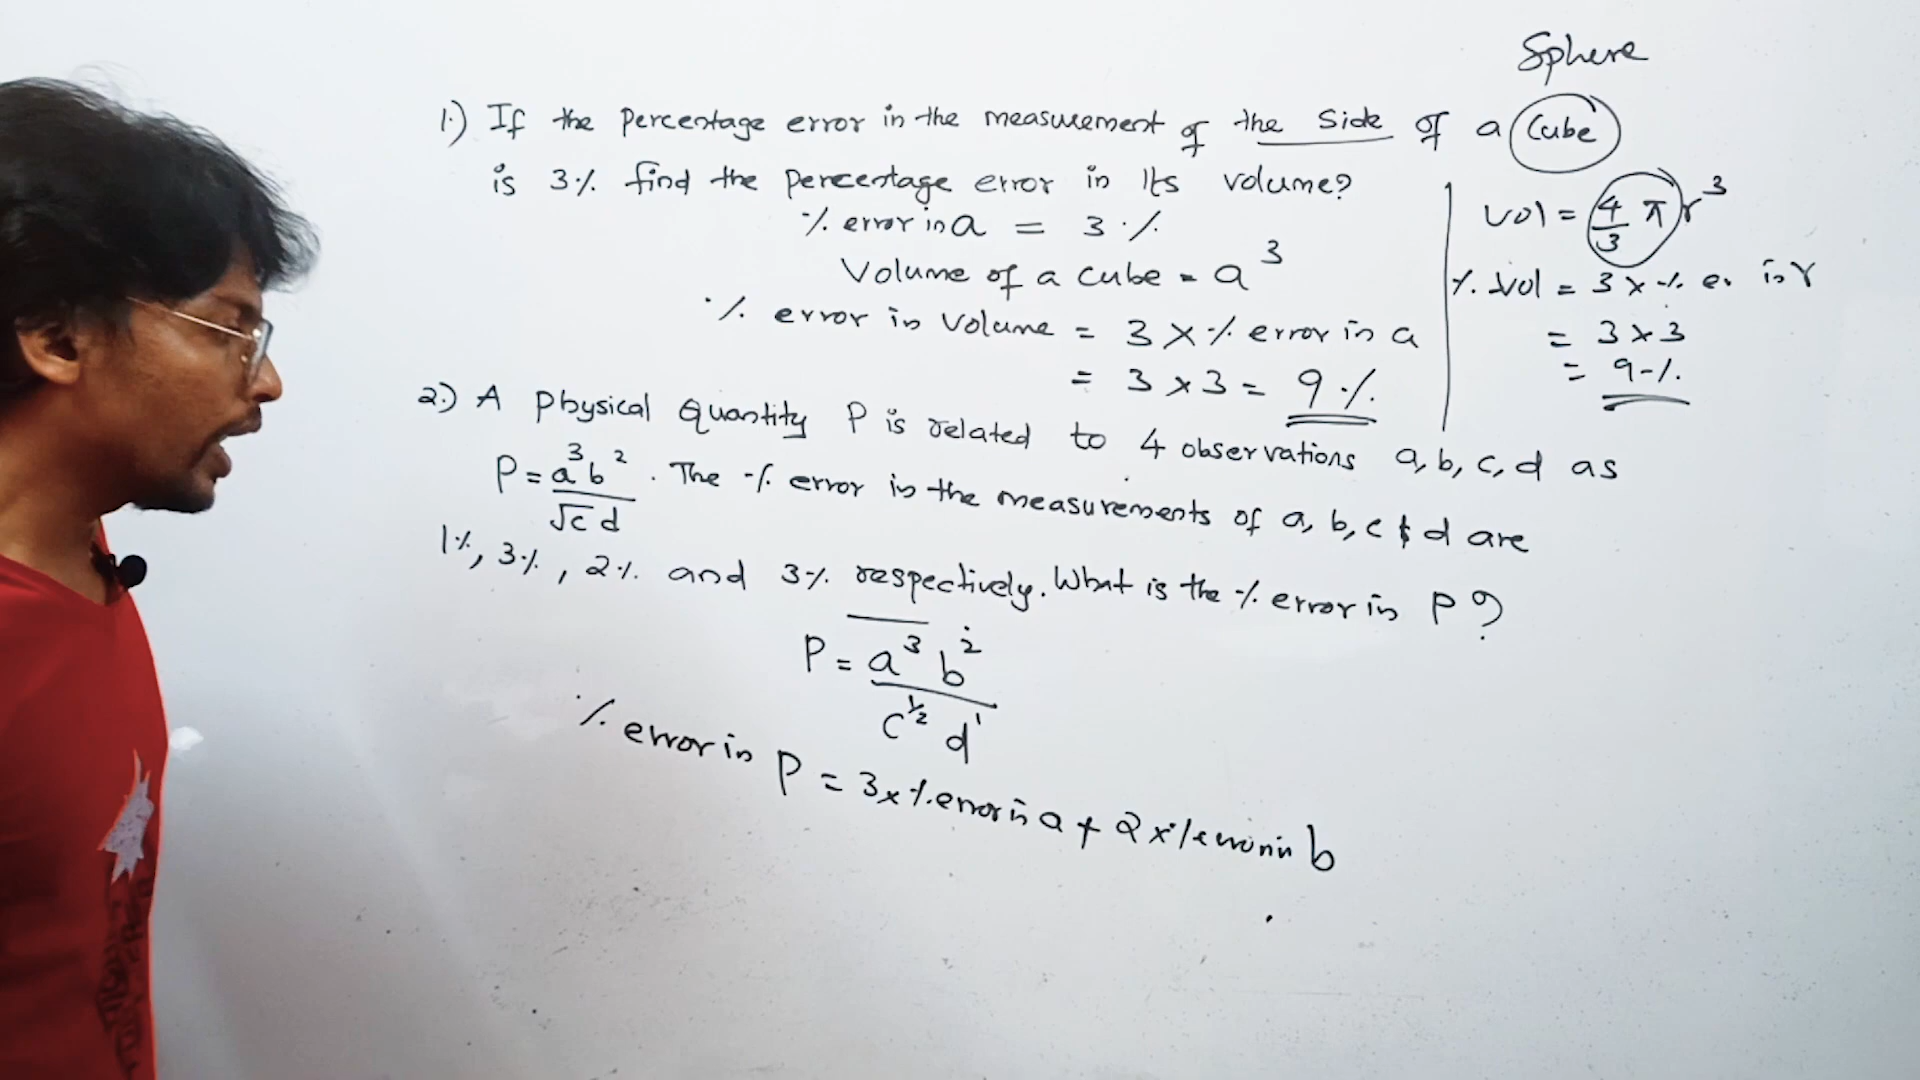 Sphere
1.) If the percentage error in the measurement of the side of a Cube
is 3% find the percentage error in its volume?
% error in a = 3%
Volume of a cube = a³
% error in volume = 3 x % error in a
= 3 x 3 = 9%
Vol = 4/3 π r³
%. Vol = 3 x % er in r
= 3 x 3
= 9%
2.) A physical Quantity P is related to 4 observations a, b, c, d as
P = a³b²/√c d . The % error in the measurements of a, b, c & d are
1%, 3%, 2% and 3% respectively. What is the % error in P?
P = a³ b²
c^½ d¹
% error in P = 3 x % error in a + 2 x % error in b